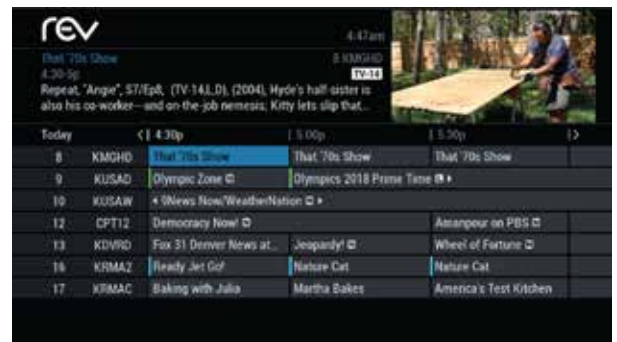 rev
4:47am
That '70s Show
8 KMGHD
4:30-5p
TV-14
Repeat, "Angie", S7/Ep8, (TV-14,L,D), (2004), Hyde's half-sister is
also his co-worker—and on-the-job nemesis; Kitty lets slip that...
Today
4:30p
5:00p
5:30p
8 KMGHD That '70s Show That '70s Show That '70s Show
9 KUSAD Olympic Zone Olympics 2018 Prime Time
10 KUSAW 9News Now/WeatherNation
12 CPT12 Democracy Now! Amanpour on PBS
13 KDVRD Fox 31 Denver News at... Jeopardy! Wheel of Fortune
16 KRMA2 Ready Jet Go! Nature Cat Nature Cat
17 KRMAC Baking with Julia Martha Bakes America's Test Kitchen